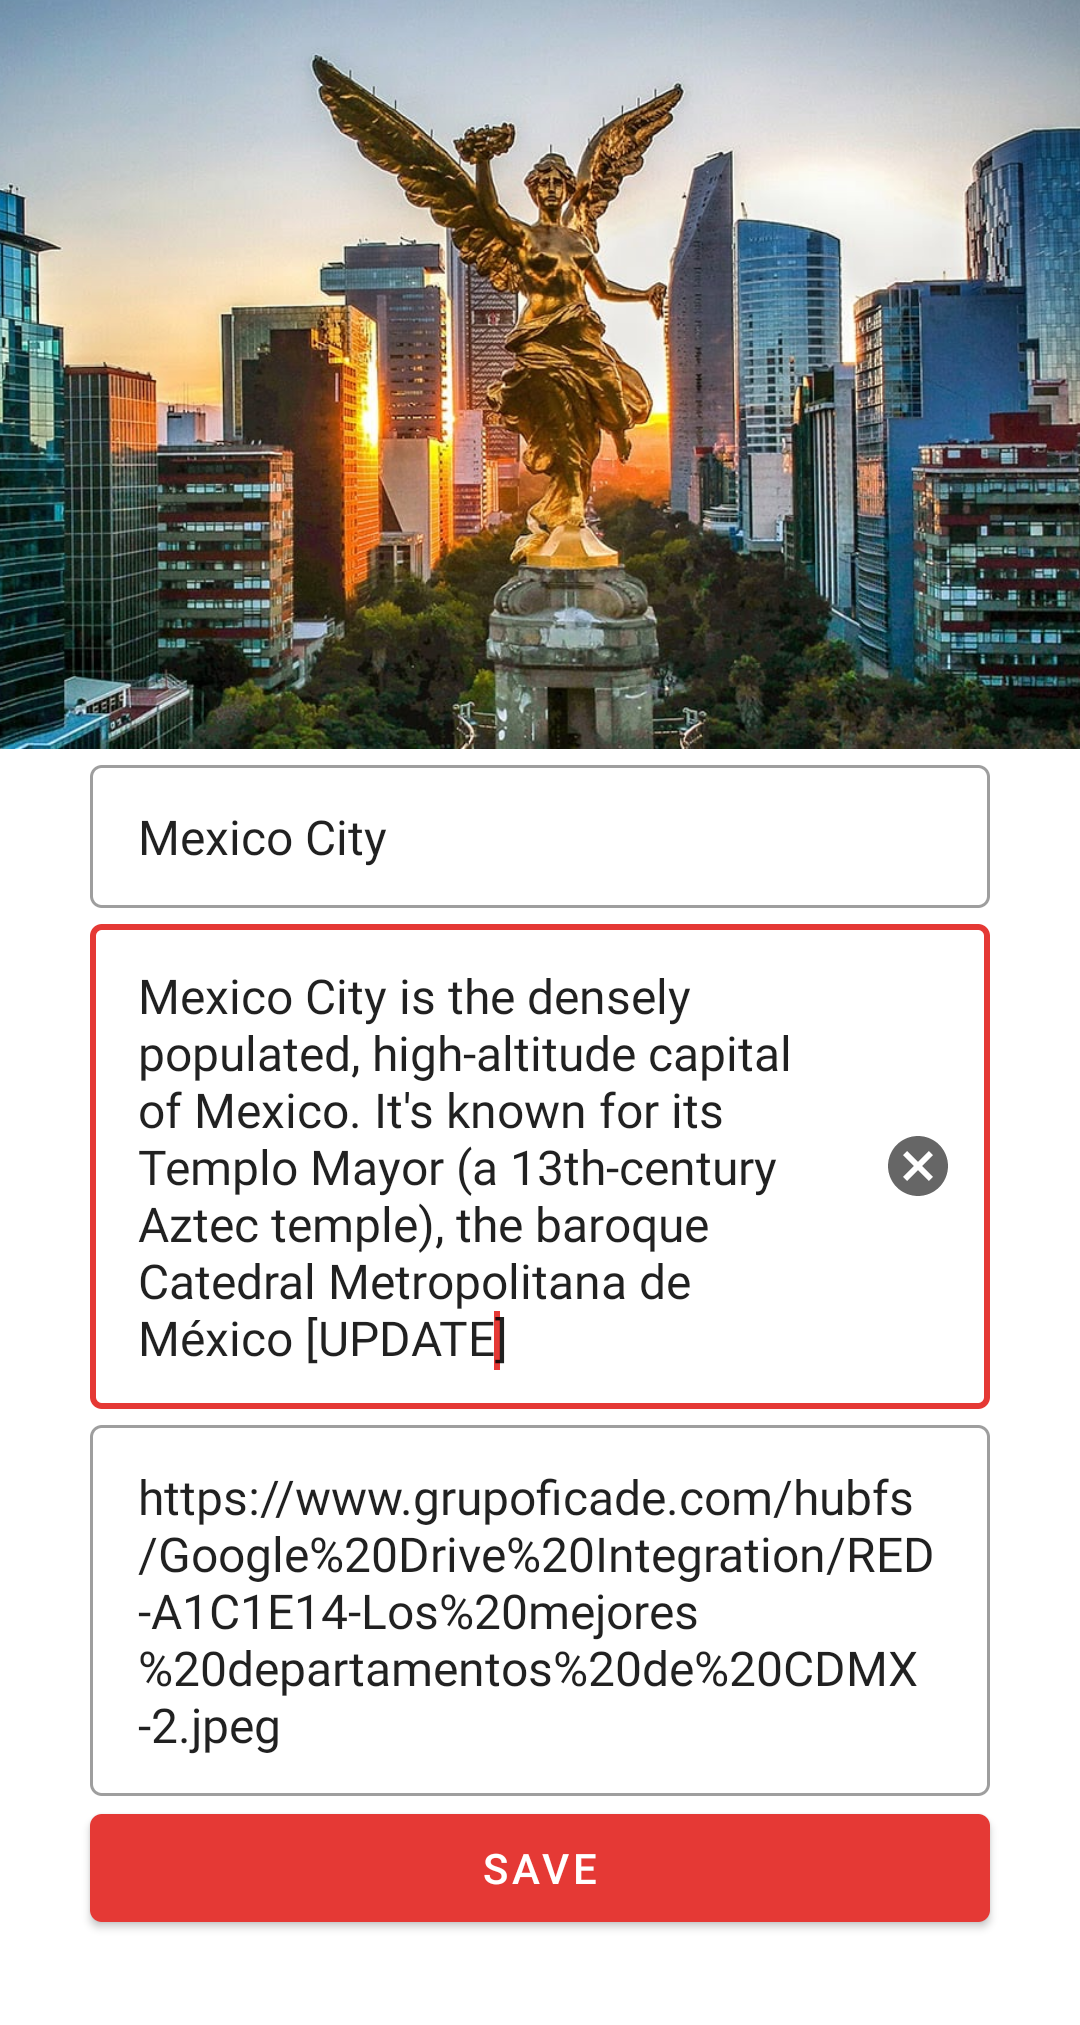 Mexico City
Mexico City is the densely
populated, high-altitude capital
of Mexico. It's known for its
Templo Mayor (a 13th-century
Aztec temple), the baroque
Catedral Metropolitana de
México [UPDATE]
https://www.grupoficade.com/hubfs
/Google%20Drive%20Integration/RED
-A1C1E14-Los%20mejores
%20departamentos%20de%20CDMX
-2.jpeg
SAVE